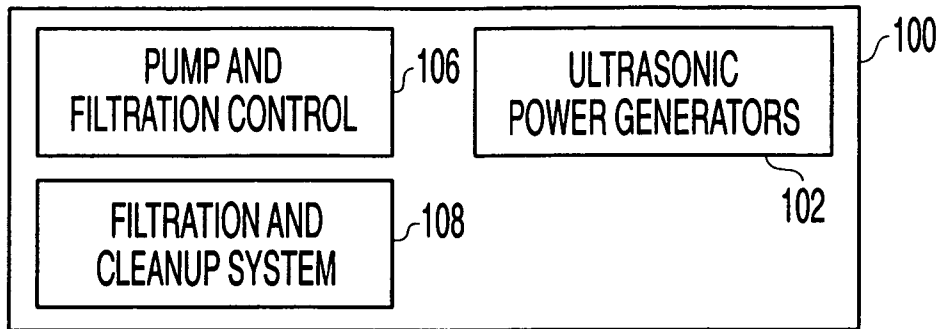 PUMP AND
FILTRATION CONTROL
106
ULTRASONIC
POWER GENERATORS
102
100
FILTRATION AND
CLEANUP SYSTEM
108